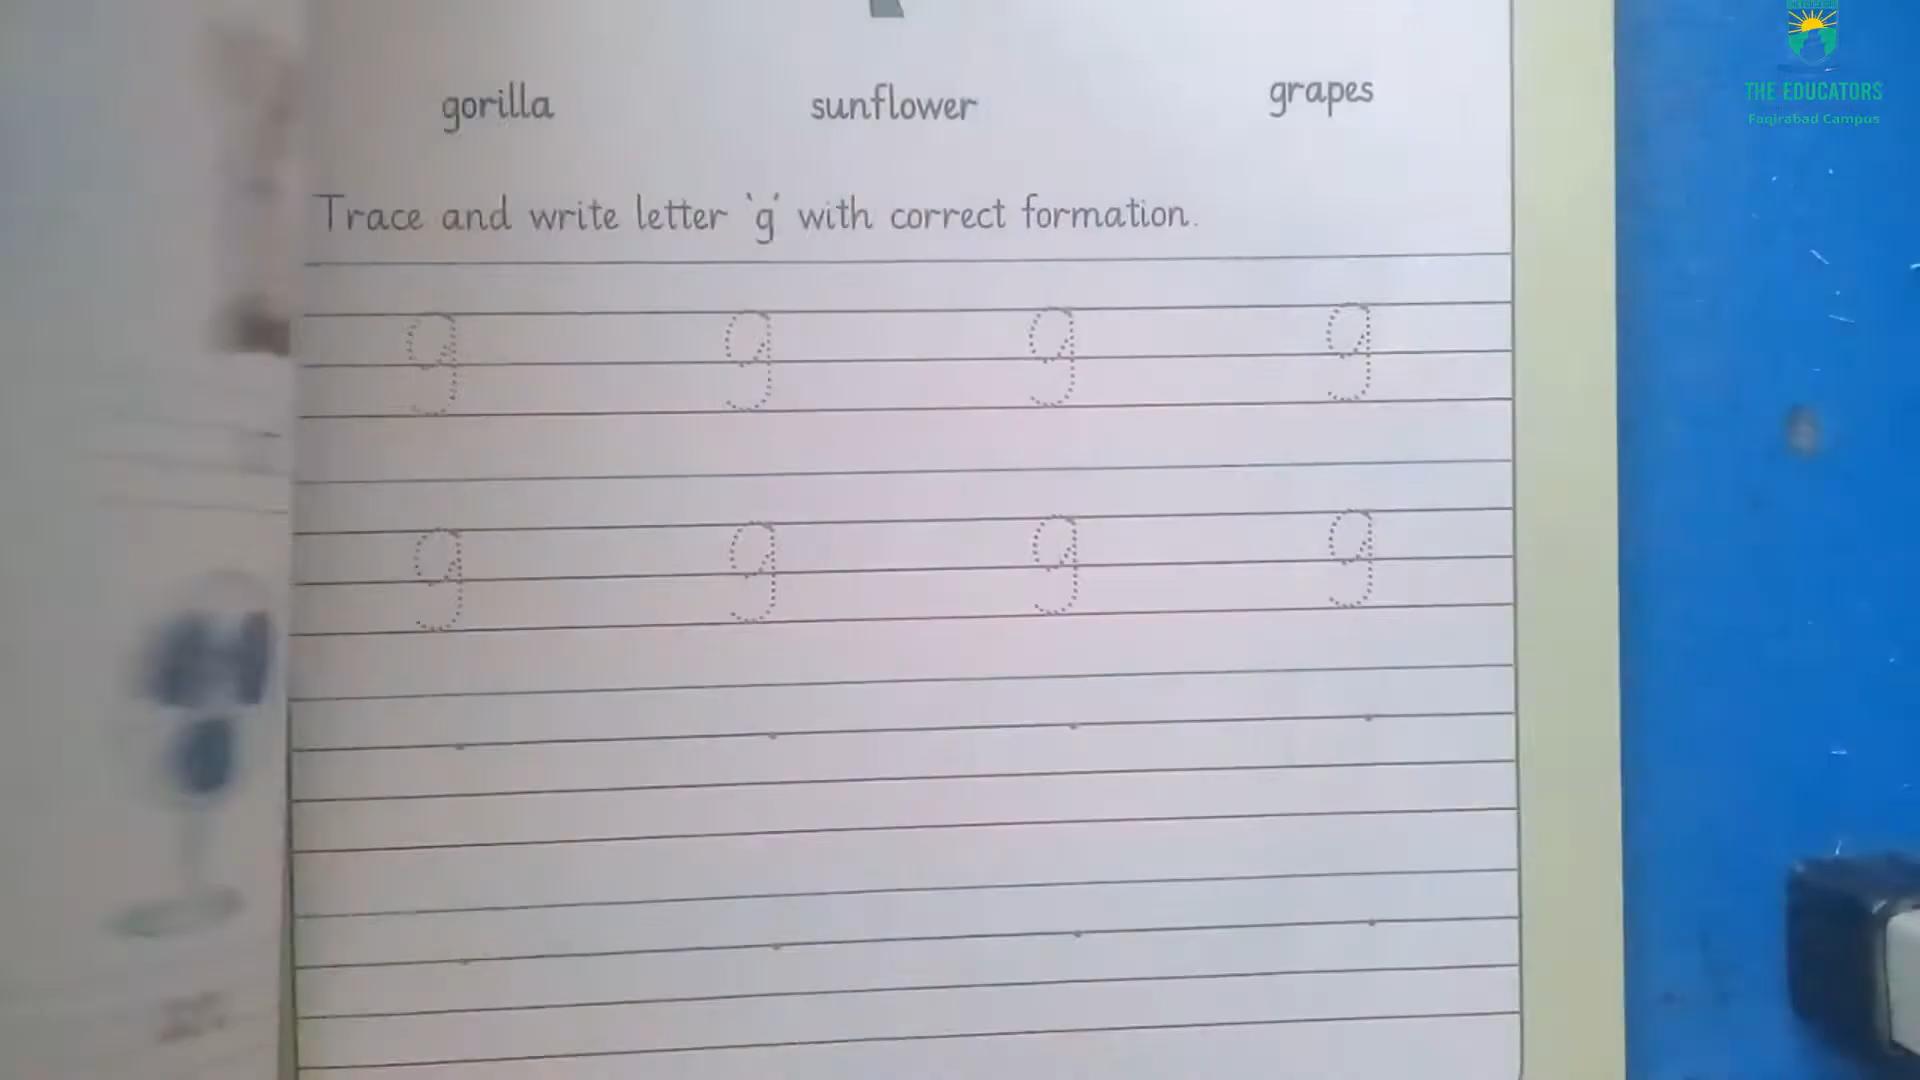 gorilla sunflower grapes
THE EDUCATORS
Faqirabad Campus
Trace and write letter 'g' with correct formation.
g g g g
g g g g